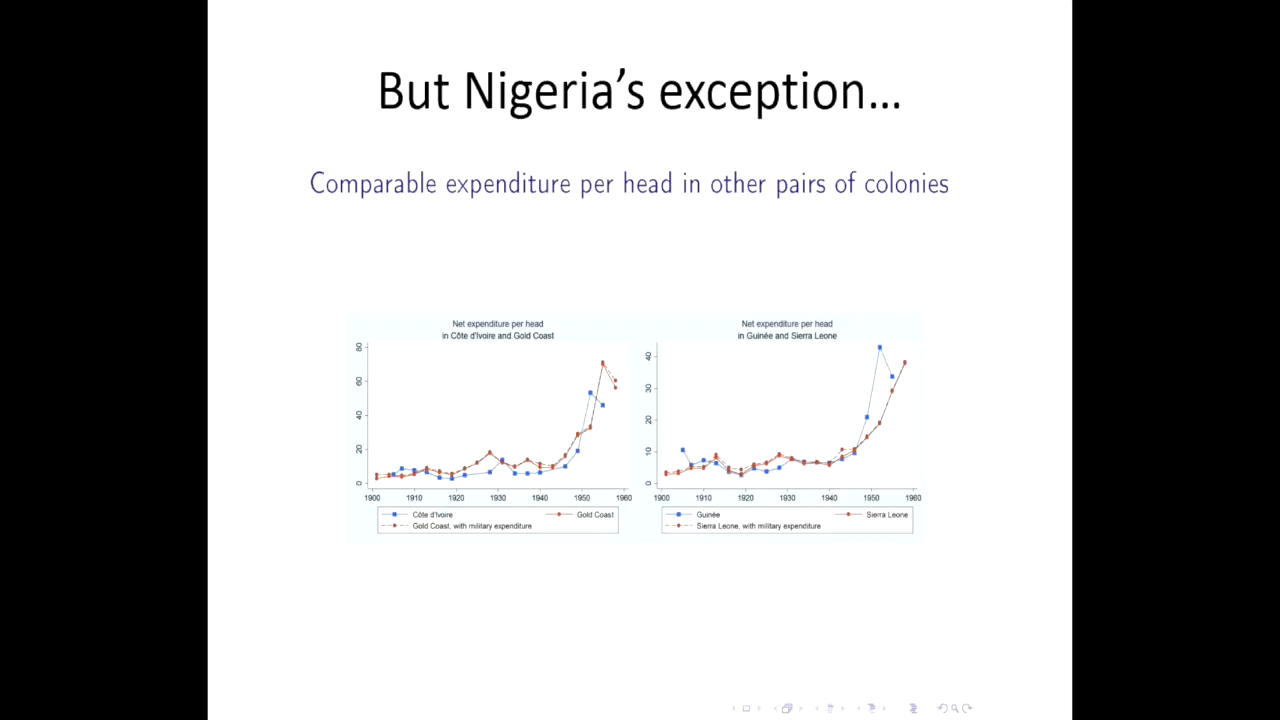 But Nigeria's exception...
Comparable expenditure per head in other pairs of colonies
Net expenditure per head
in Côte d'Ivoire and Gold Coast
80
60
40
20
0
1900 1910 1920 1930 1940 1950 1960
Côte d'Ivoire Gold Coast
Gold Coast, with military expenditure
Net expenditure per head
in Guinée and Sierra Leone
40
30
20
10
0
1900 1910 1920 1930 1940 1950 1960
Guinée Sierra Leone
Sierra Leone, with military expenditure